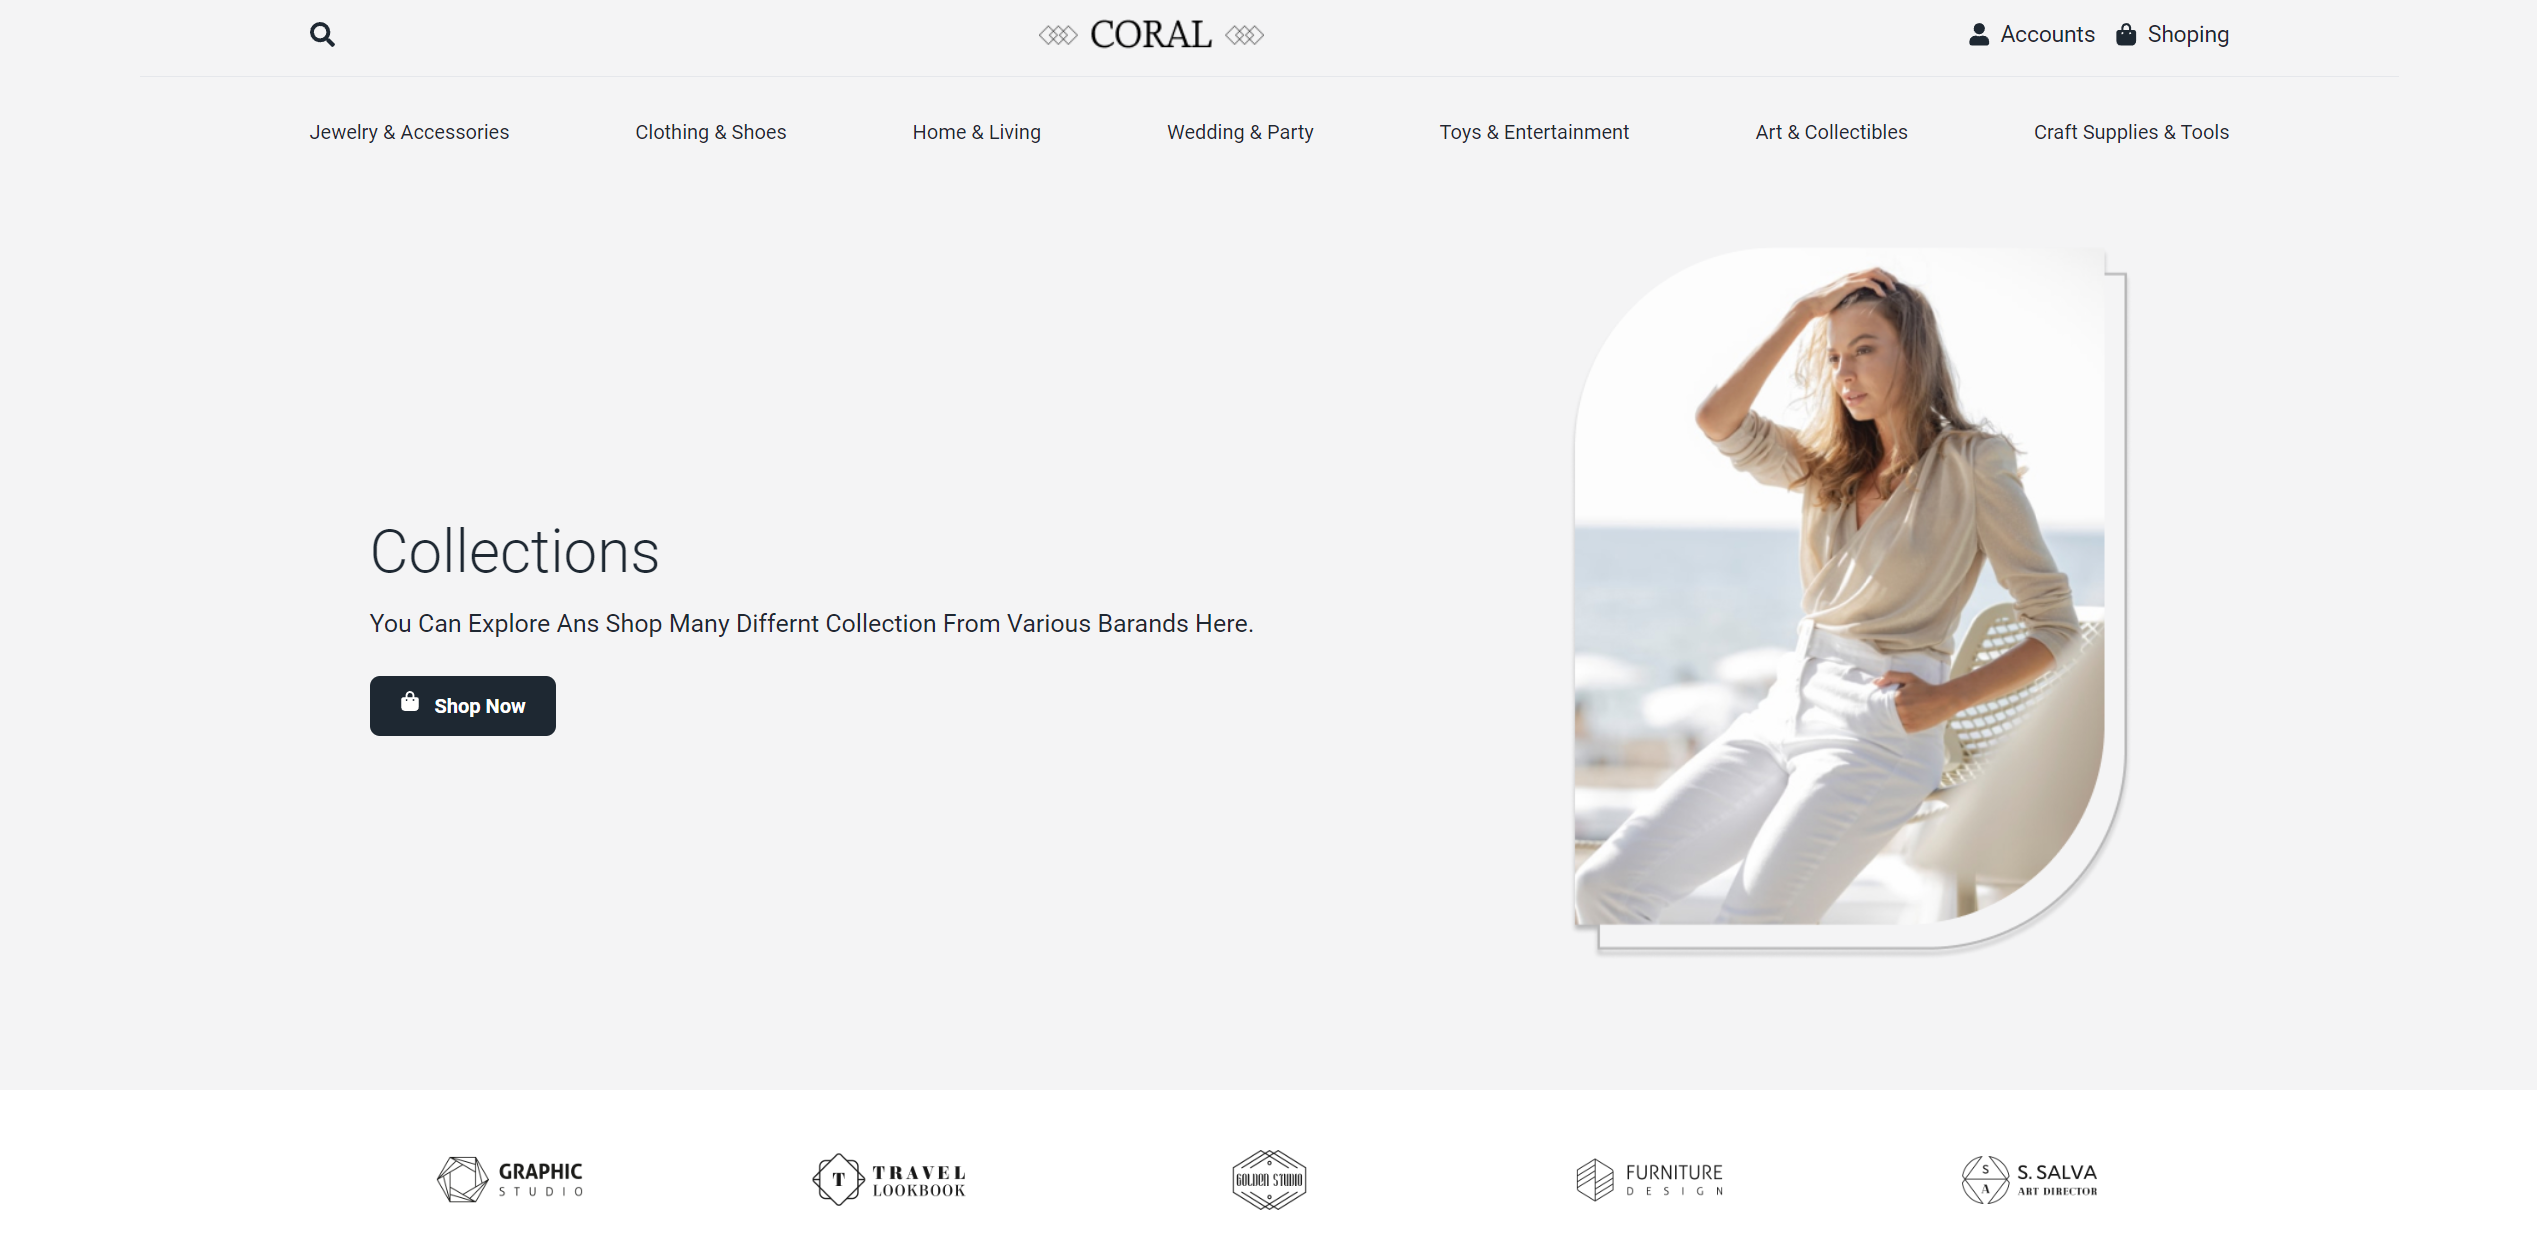 CORAL
Accounts
Shoping
Jewelry & Accessories
Clothing & Shoes
Home & Living
Wedding & Party
Toys & Entertainment
Art & Collectibles
Craft Supplies & Tools
Collections
You Can Explore Ans Shop Many Differnt Collection From Various Barands Here.
Shop Now
GRAPHIC
STUDIO
T
TRAVEL
LOOKBOOK
GOLDEN STUDIO
FURNITURE
DESIGN
S
A
S. SALVA
ART DIRECTOR